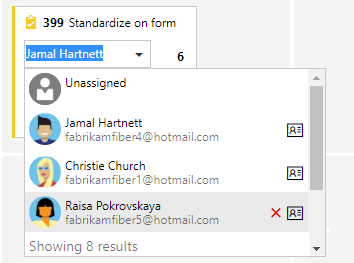 399 Standardize on form
Jamal Hartnett 6
Unassigned
Jamal Hartnett
fabrikamfiber4@hotmail.com
Christie Church
fabrikamfiber1@hotmail.com
Raisa Pokrovskaya
fabrikamfiber5@hotmail.com
Showing 8 results